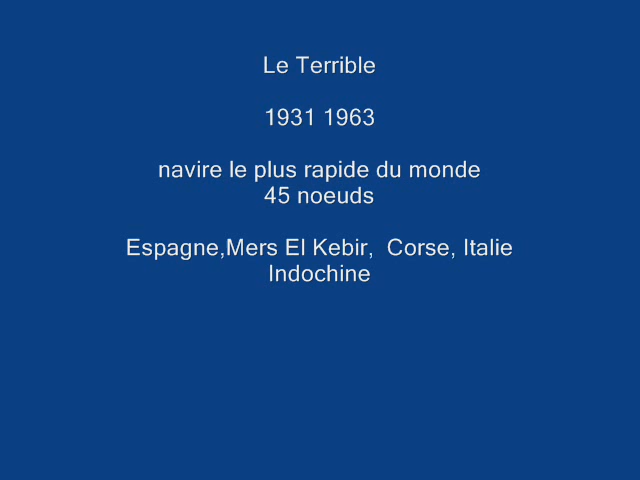 Le Terrible
1931 1963
navire le plus rapide du monde
45 noeuds
Espagne,Mers El Kebir,  Corse, Italie
Indochine